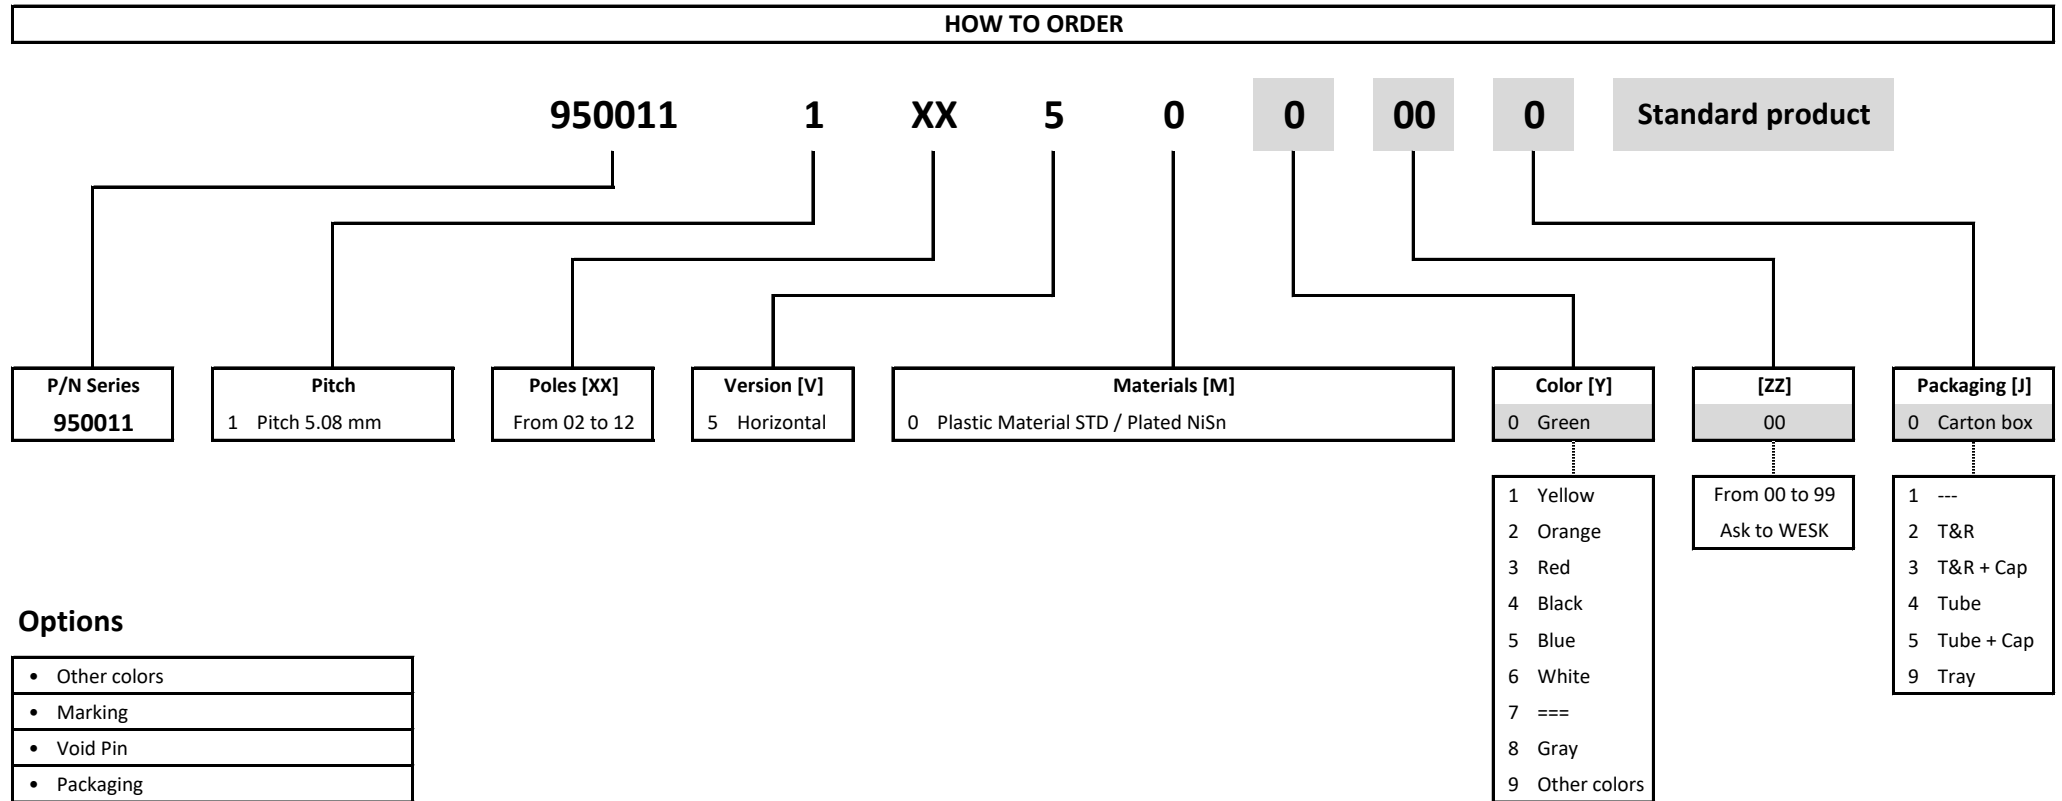 HOW TO ORDER
950011 1 XX 5 0 0 00 0 Standard product
P/N Series Pitch Poles [XX] Version [V] Materials [M] Color [Y] [ZZ] Packaging [J]
950011 1 Pitch 5.08 mm From 02 to 12 5 Horizontal 0 Plastic Material STD / Plated NiSn 0 Green 00 0 Carton box
1 Yellow From 00 to 99 1 ---
2 Orange Ask to WESK 2 T&R
3 Red 3 T&R + Cap
4 Black 4 Tube
5 Blue 5 Tube + Cap
6 White 9 Tray
7 ===
8 Gray
9 Other colors
Options
• Other colors
• Marking
• Void Pin
• Packaging